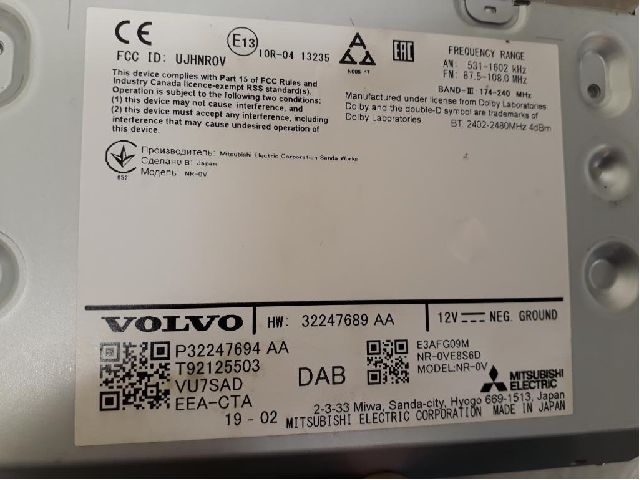 CE
E13
10R-04 13235
FCC ID: UJHNROV
This device complies with Part 15 of FCC Rules and
Industry Canada licence-exempt RSS standard(s).
Operation is subject to the following two conditions:
(1) this device may not cause interference, and
(2) this device must accept any interference, including
interference that may cause undesired operation of
this device.
EAC
FREQUENCY RANGE
AM: 531-1602 kHz
FM: 87.5-108.0 MHz
BAND-III 174-240 MHz
Manufactured under license from Dolby Laboratories
Dolby and the double-D symbol are trademarks of
Dolby Laboratories
BT 2402-2480MHz 4dBm
Производитель: Mitsubishi Electric Corporation Sanda Works
Сделано В: Japan
Модель: NR-0V
VOLVO
HW: 32247689 AA
12V NEG. GROUND
P32247694 AA
T92125503
VU7SAD
EEA-CTA
19-02
DAB
E3AFG09M
NR-0VE8S6D
MODEL:NR-0V
MITSUBISHI
ELECTRIC
2-3-33 Miwa, Sanda-city, Hyogo 669-1513, Japan
MITSUBISHI ELECTRIC CORPORATION MADE IN JAPAN